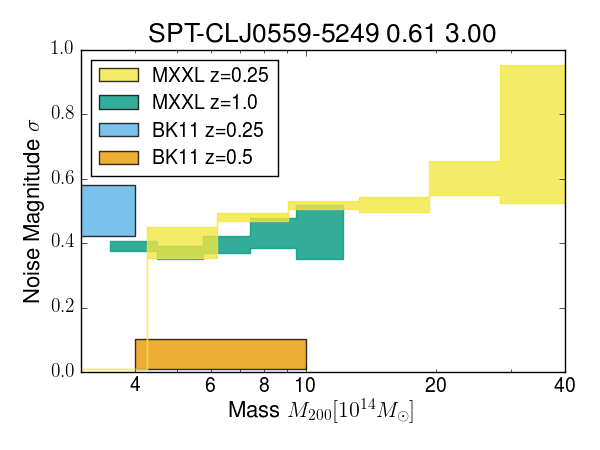 SPT-CLJ0559-5249 0.61 3.00
1.0
0.8
0.6
0.4
0.2
0.0
Noise Magnitude σ
MXXL z=0.25
MXXL z=1.0
BK11 z=0.25
BK11 z=0.5
4 6 8 10 20 40
Mass M₂₀₀[10¹⁴M☉]